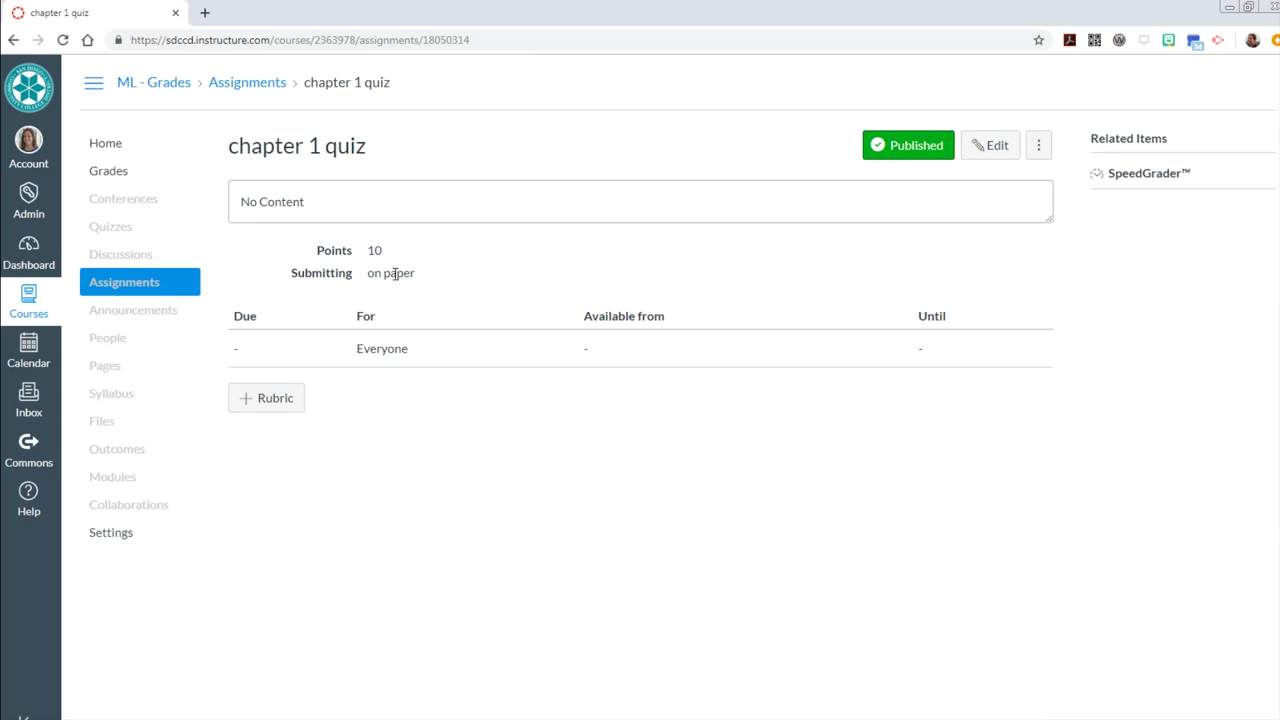 chapter 1 quiz
https://sdccd.instructure.com/courses/2363978/assignments/18050314
ML - Grades › Assignments › chapter 1 quiz
Account
Admin
Dashboard
Courses
Calendar
Inbox
Commons
Help
Home
Grades
Conferences
Quizzes
Discussions
Assignments
Announcements
People
Pages
Syllabus
Files
Outcomes
Modules
Collaborations
Settings
chapter 1 quiz
Published
Edit
No Content
Points 10
Submitting on paper
Due For Available from Until
- Everyone - -
Rubric
Related Items
SpeedGrader™